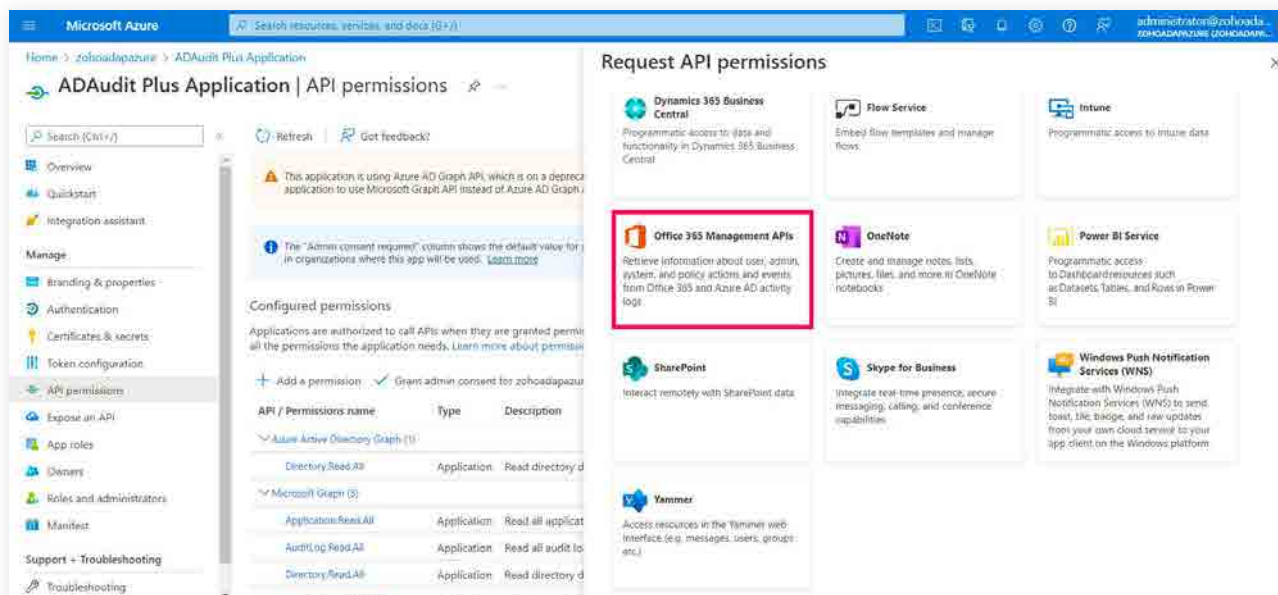 Microsoft Azure
Search resources, services, and docs (G+/)
administrator@zohoada...
ZOHOADAPAZURE (ZOHOADAPA...
Home > zohoadapazure > ADAudit Plus Application
ADAudit Plus Application | API permissions
Search (Ctrl+/)
Overview
Quickstart
Integration assistant
Manage
Branding & properties
Authentication
Certificates & secrets
Token configuration
API permissions
Expose an API
App roles
Owners
Roles and administrators
Manifest
Support + Troubleshooting
Troubleshooting
Refresh
Got feedback?
This application is using Azure AD Graph API, which is on a depreca
application to use Microsoft Graph API instead of Azure AD Graph
The "Admin consent required" column shows the default value for
in organizations where this app will be used. Learn more
Configured permissions
Applications are authorized to call APIs when they are granted permis
all the permissions the application needs. Learn more about permissi
Add a permission
Grant admin consent for zohoadapazur
API / Permissions name
Type
Description
Azure Active Directory Graph (1)
Directory.Read.All
Application
Read directory d
Microsoft Graph (5)
Application.Read.All
Application
Read all applicat
AuditLog.Read.All
Application
Read all audit lo
Directory.Read.All
Application
Read directory d
Request API permissions
Dynamics 365 Business
Central
Programmatic access to data and
functionality in Dynamics 365 Business
Central
Flow Service
Embed flow templates and manage
flows
Intune
Programmatic access to Intune data
Office 365 Management APIs
Retrieve information about user, admin,
system, and policy actions and events
from Office 365 and Azure AD activity
logs
OneNote
Create and manage notes, lists,
pictures, files, and more in OneNote
notebooks
Power BI Service
Programmatic access
to Dashboard resources such
as Datasets, Tables, and Rows in Power
BI
SharePoint
Interact remotely with SharePoint data
Skype for Business
Integrate real-time presence, secure
messaging, calling, and conference
capabilities
Windows Push Notification
Services (WNS)
Integrate with Windows Push
Notification Services (WNS) to send
toast, tile, badge, and raw updates
from your own cloud service to your
app client on the Windows platform
Yammer
Access resources in the Yammer web
interface (e.g. messages, users, groups
etc.)